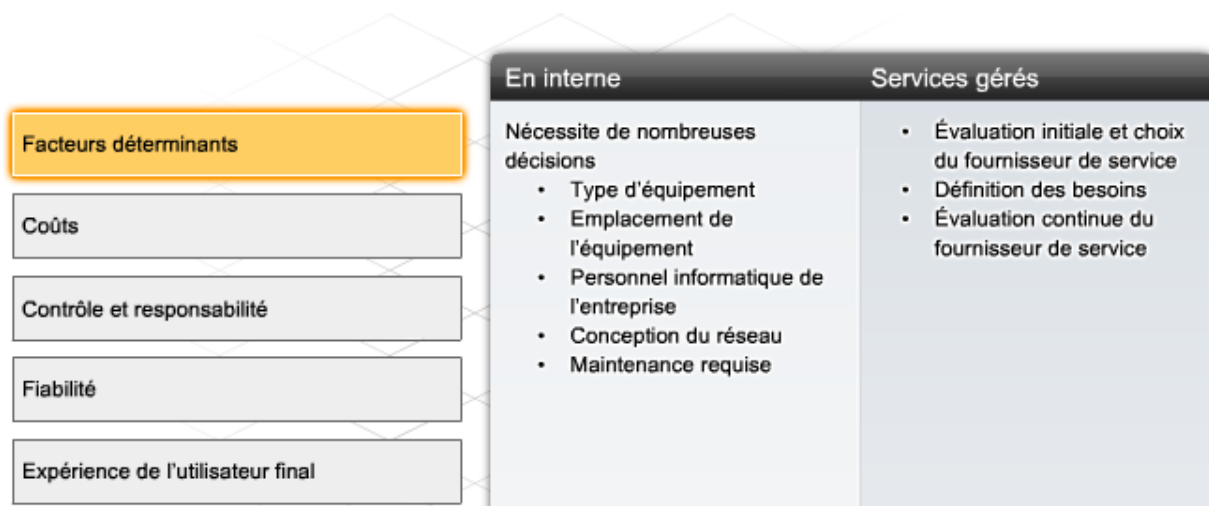 En interne
Services gérés
Facteurs déterminants
Coûts
Contrôle et responsabilité
Fiabilité
Expérience de l'utilisateur final
Nécessite de nombreuses
décisions
• Type d'équipement
• Emplacement de
l'équipement
• Personnel informatique de
l'entreprise
• Conception du réseau
• Maintenance requise
• Évaluation initiale et choix
du fournisseur de service
• Définition des besoins
• Évaluation continue du
fournisseur de service